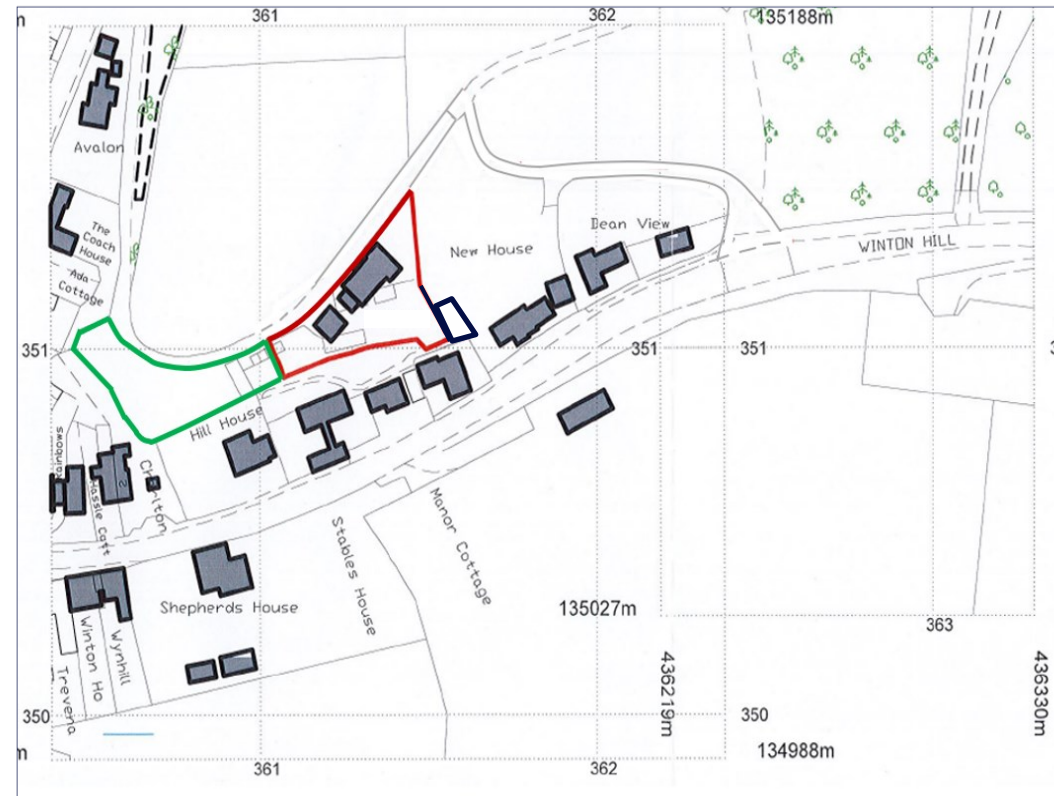 m
361
362
135188m
Avalon
The
Coach
House
Ada
Cottage
New House
Dean View
WINTON HILL
351
351
351
Hill House
Rainbows
Hassle Cott
2
Charlton
Manor Cottage
Stables House
Shepherds House
135027m
363
Winton Ho
Wynhill
Trevena
436219m
436330m
350
350
134988m
m
361
362